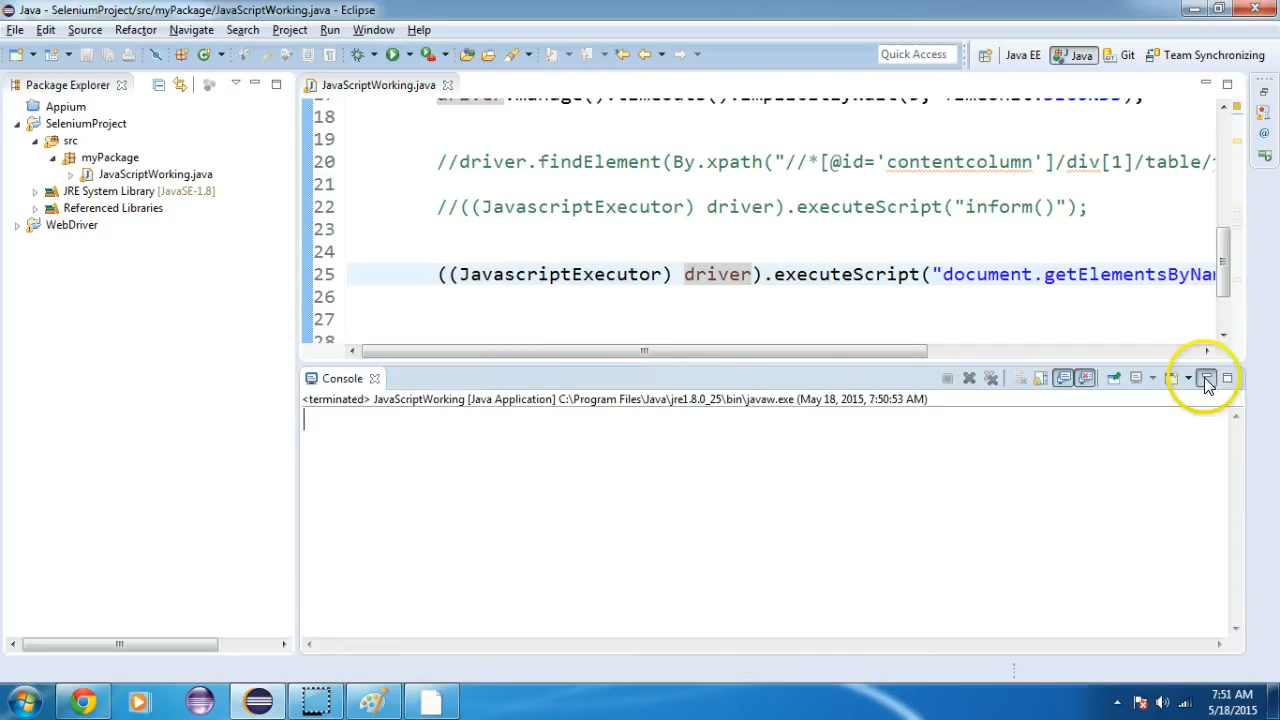 Java - SeleniumProject/src/myPackage/JavaScriptWorking.java - Eclipse
File Edit Source Refactor Navigate Search Project Run Window Help
Quick Access
Java EE
Java
Git
Team Synchronizing
Package Explorer
JavaScriptWorking.java
Appium
SeleniumProject
src
myPackage
JavaScriptWorking.java
JRE System Library [JavaSE-1.8]
Referenced Libraries
WebDriver
18
19
20 //driver.findElement(By.xpath("//*[@id='contentcolumn']/div[1]/table/
21
22 //((JavascriptExecutor) driver).executeScript("inform()");
23
24
25 ((JavascriptExecutor) driver).executeScript("document.getElementsByNam
26
27
28
Console
<terminated> JavaScriptWorking [Java Application] C:\Program Files\Java\jre1.8.0_25\bin\javaw.exe (May 18, 2015, 7:50:53 AM)
7:51 AM
5/18/2015